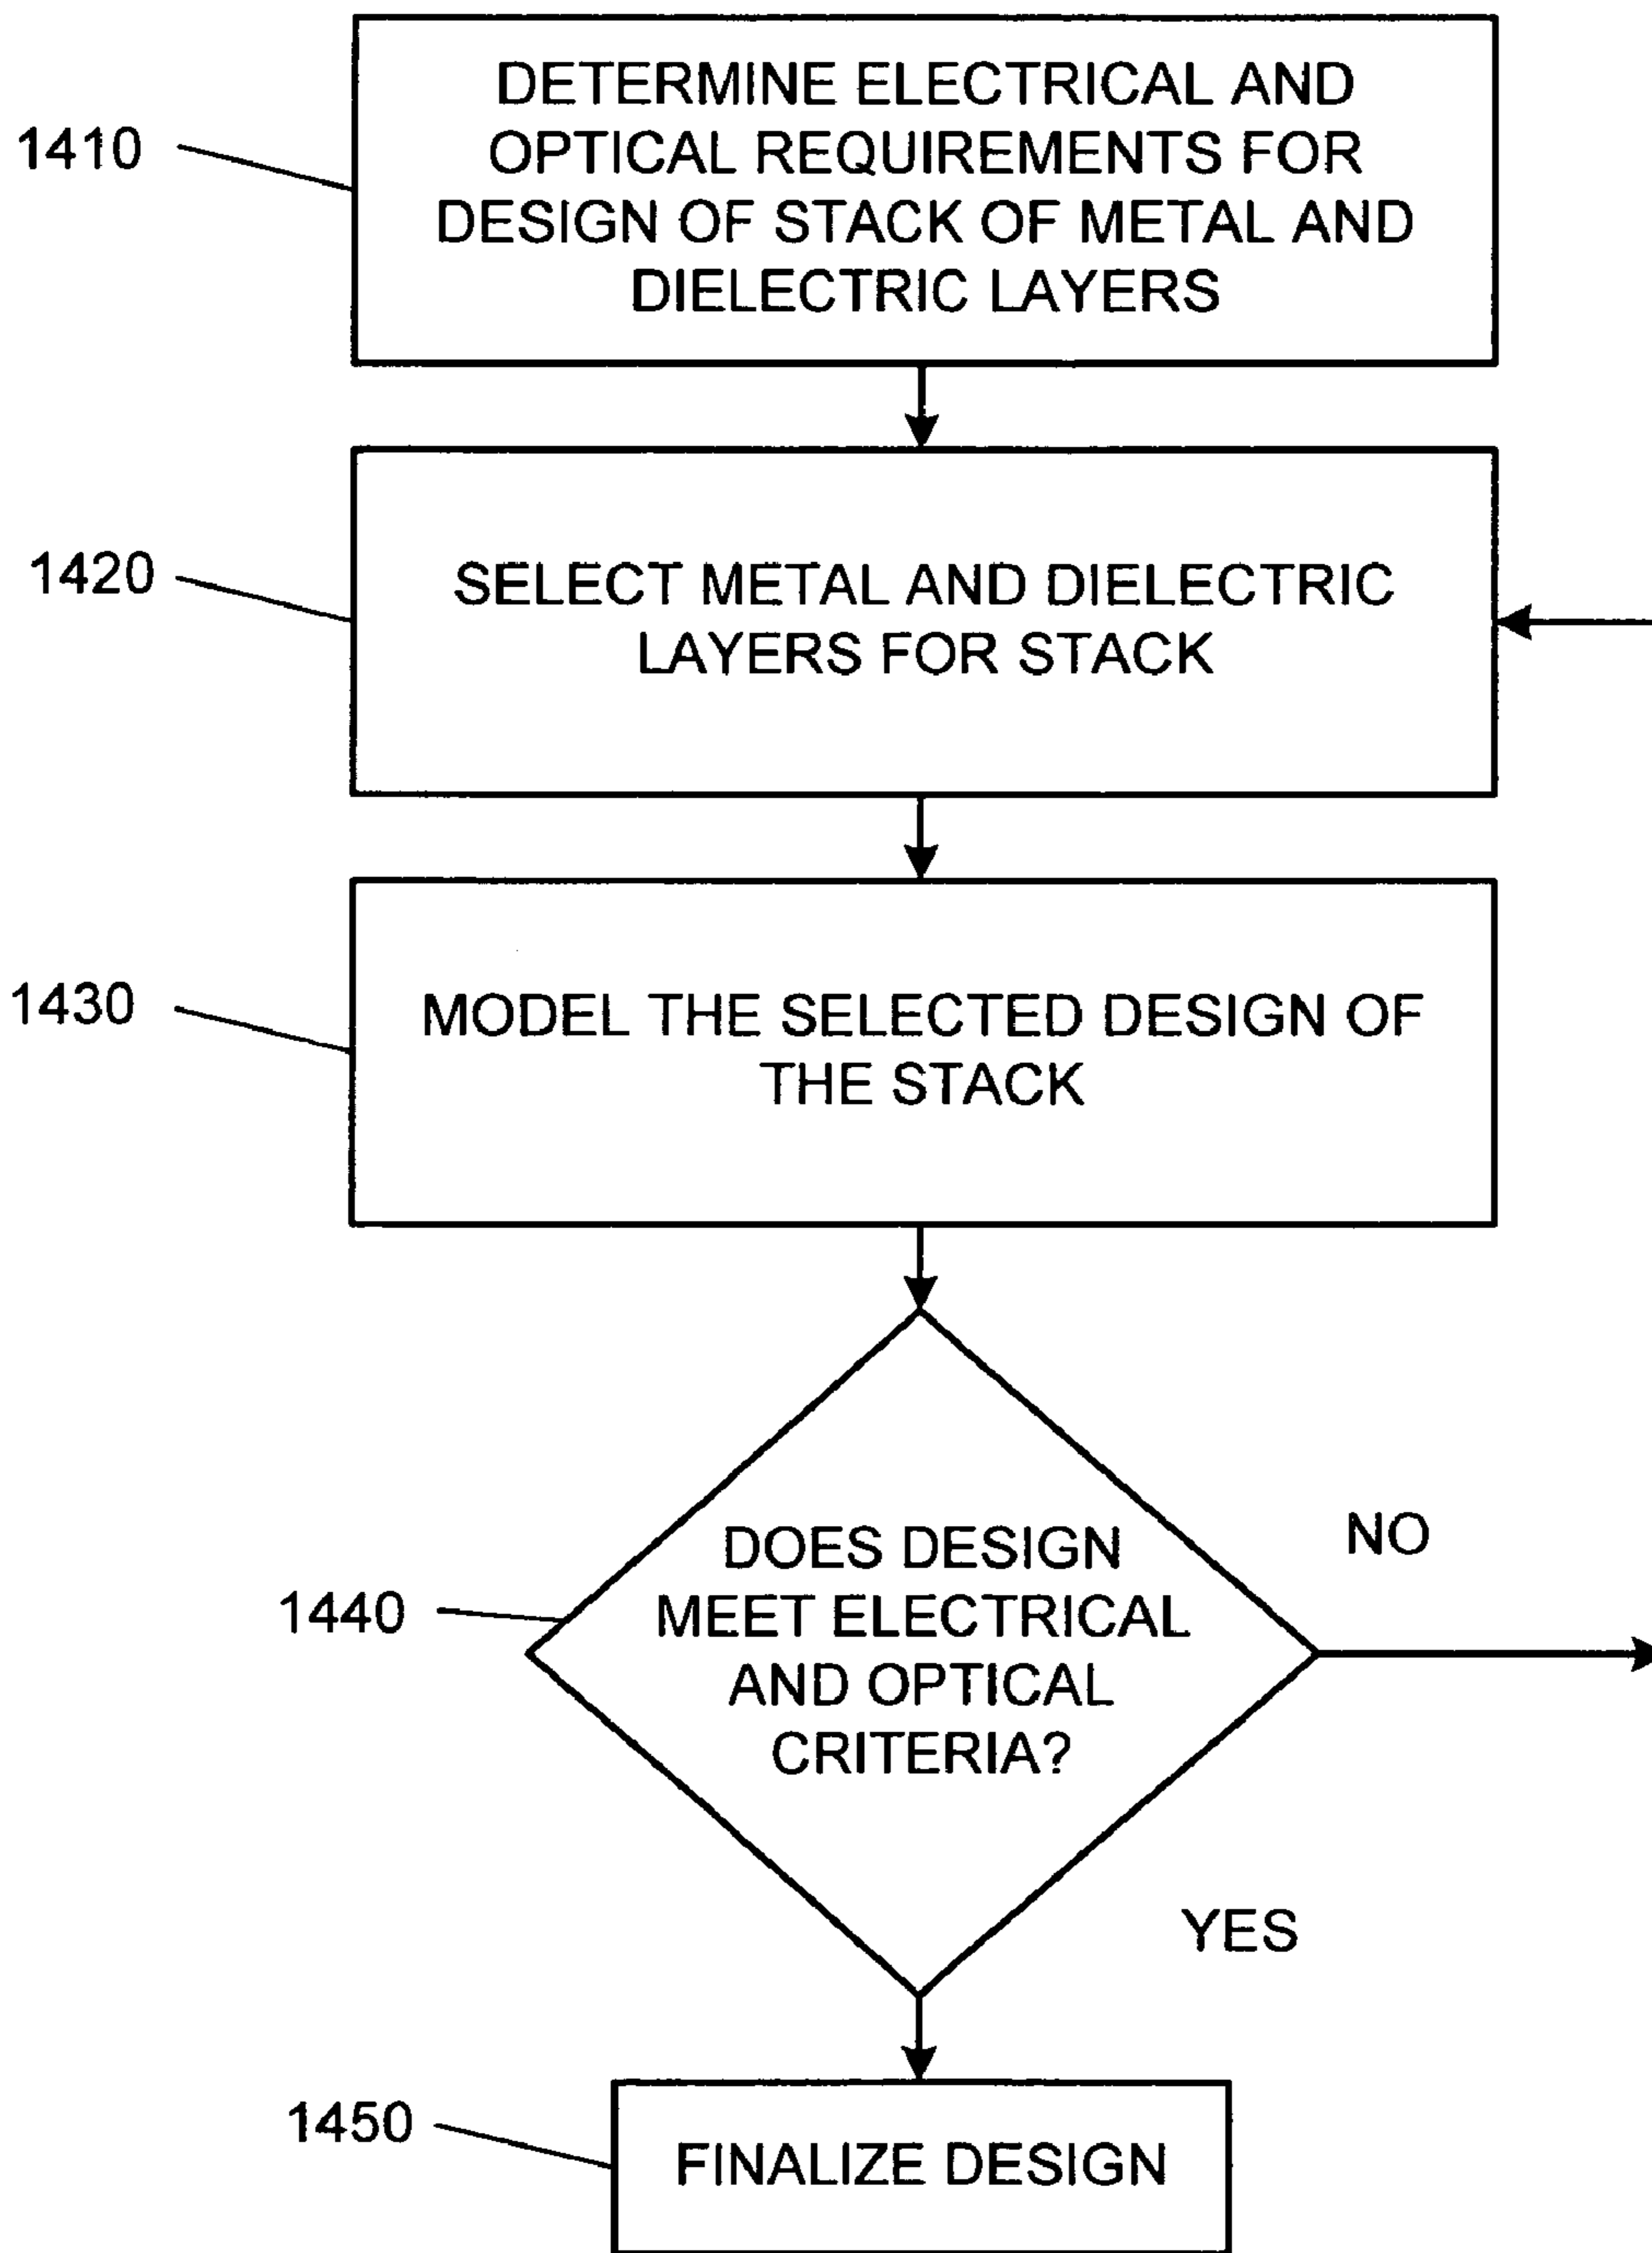 1410
DETERMINE ELECTRICAL AND
OPTICAL REQUIREMENTS FOR
DESIGN OF STACK OF METAL AND
DIELECTRIC LAYERS
1420
SELECT METAL AND DIELECTRIC
LAYERS FOR STACK
1430
MODEL THE SELECTED DESIGN OF
THE STACK
1440
DOES DESIGN
MEET ELECTRICAL
AND OPTICAL
CRITERIA?
NO
YES
1450
FINALIZE DESIGN